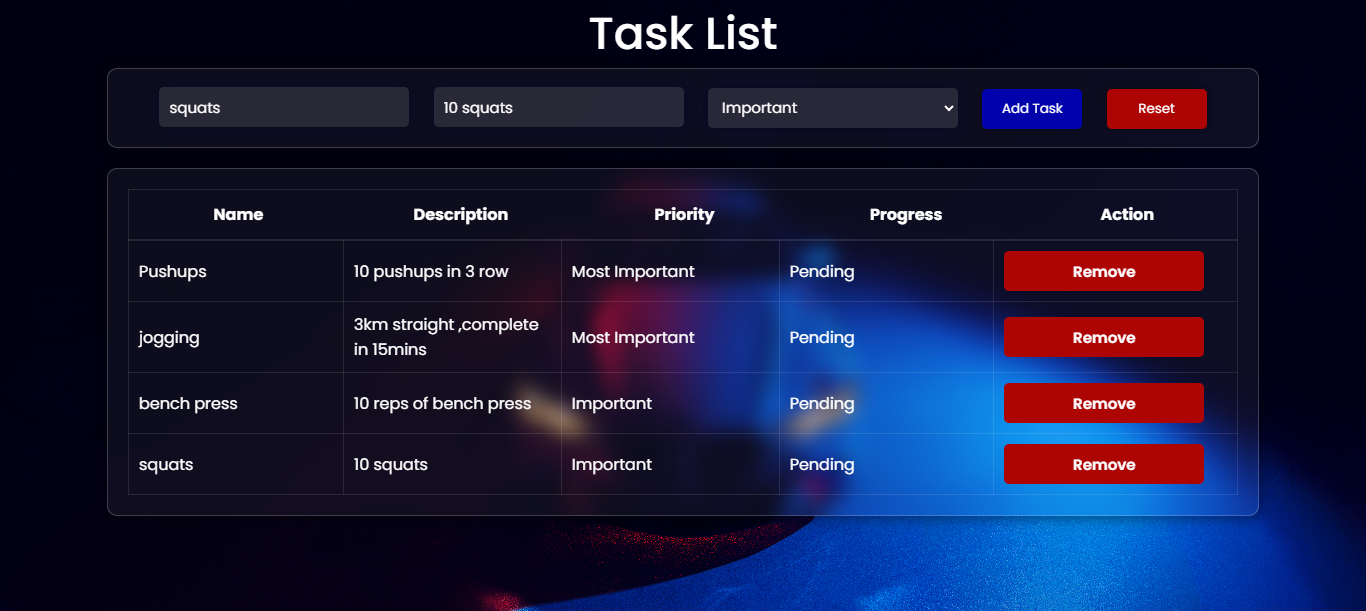 Task List
squats 10 squats Important Add Task Reset
Name Description Priority Progress Action
Pushups 10 pushups in 3 row Most Important Pending Remove
jogging 3km straight ,complete in 15mins Most Important Pending Remove
bench press 10 reps of bench press Important Pending Remove
squats 10 squats Important Pending Remove